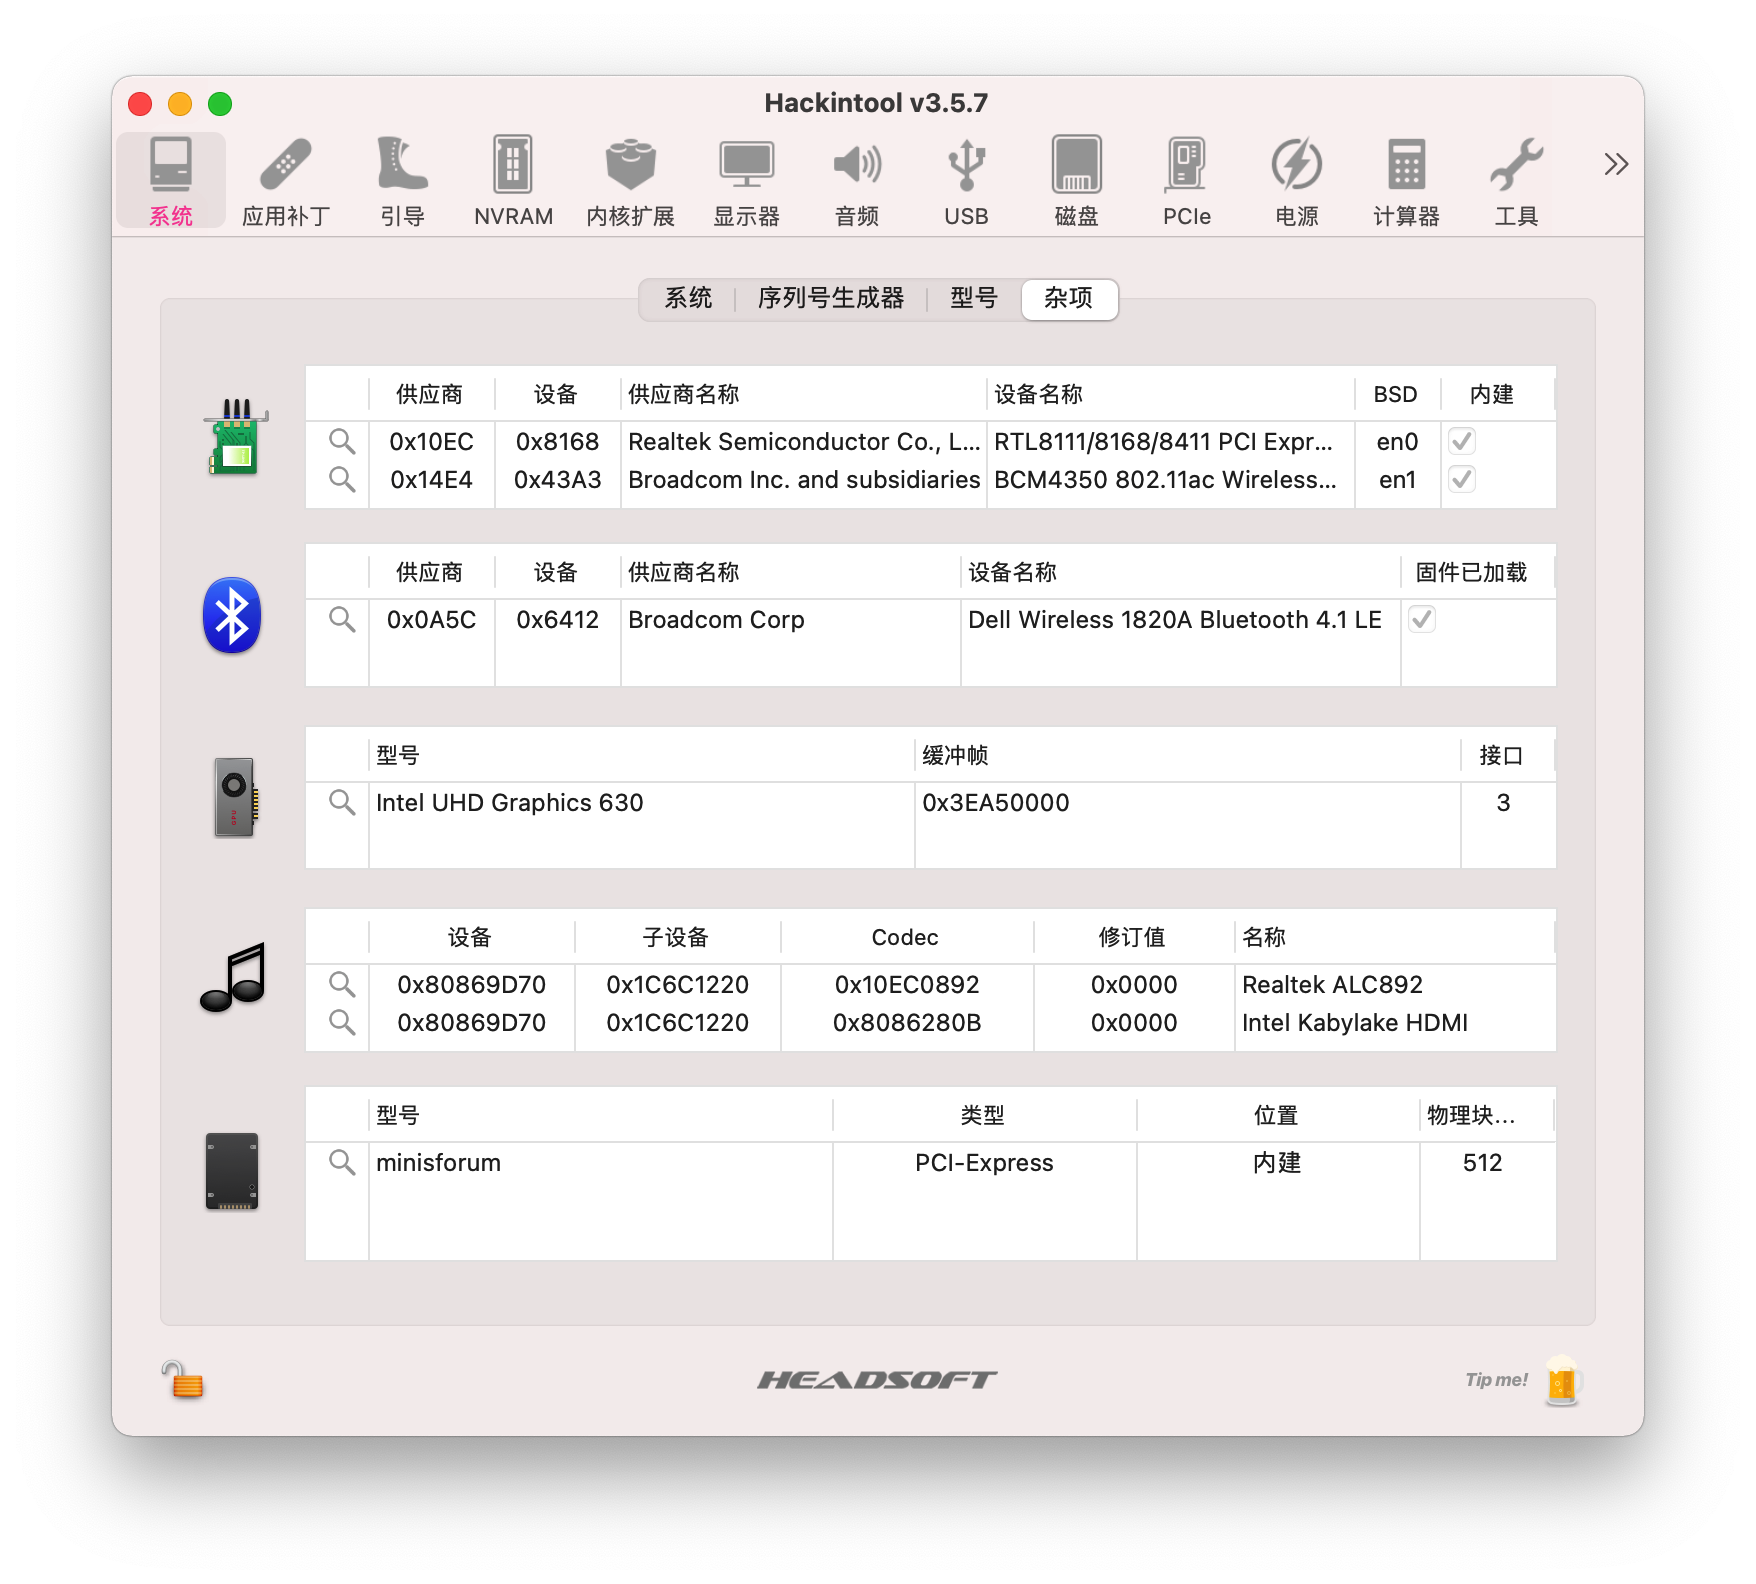 Hackintool v3.5.7
系统 应用补丁 引导 NVRAM 内核扩展 显示器 音频 USB 磁盘 PCIe 电源 计算器 工具
系统 序列号生成器 型号 杂项
供应商 设备 供应商名称 设备名称 BSD 内建
0x10EC 0x8168 Realtek Semiconductor Co., L... RTL8111/8168/8411 PCI Expr... en0
0x14E4 0x43A3 Broadcom Inc. and subsidiaries BCM4350 802.11ac Wireless... en1
供应商 设备 供应商名称 设备名称 固件已加载
0x0A5C 0x6412 Broadcom Corp Dell Wireless 1820A Bluetooth 4.1 LE
型号 缓冲帧 接口
Intel UHD Graphics 630 0x3EA50000 3
设备 子设备 Codec 修订值 名称
0x80869D70 0x1C6C1220 0x10EC0892 0x0000 Realtek ALC892
0x80869D70 0x1C6C1220 0x8086280B 0x0000 Intel Kabylake HDMI
型号 类型 位置 物理块...
minisforum PCI-Express 内建 512
HEADSOFT
Tip me!